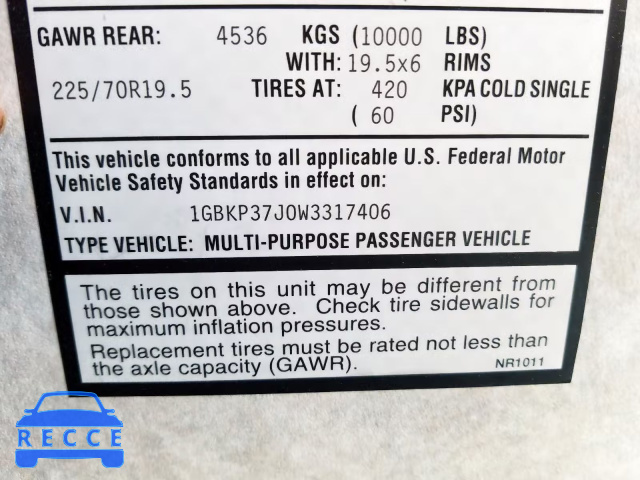 GAWR REAR: 4536 KGS (10000 LBS)
WITH: 19.5x6 RIMS
225/70R19.5 TIRES AT: 420 KPA COLD SINGLE
( 60 PSI)
This vehicle conforms to all applicable U.S. Federal Motor
Vehicle Safety Standards in effect on:
V.I.N. 1GBKP37J0W3317406
TYPE VEHICLE: MULTI-PURPOSE PASSENGER VEHICLE
The tires on this unit may be different from
those shown above. Check tire sidewalls for
maximum inflation pressures.
Replacement tires must be rated not less than
the axle capacity (GAWR).
NR1011
RECCE